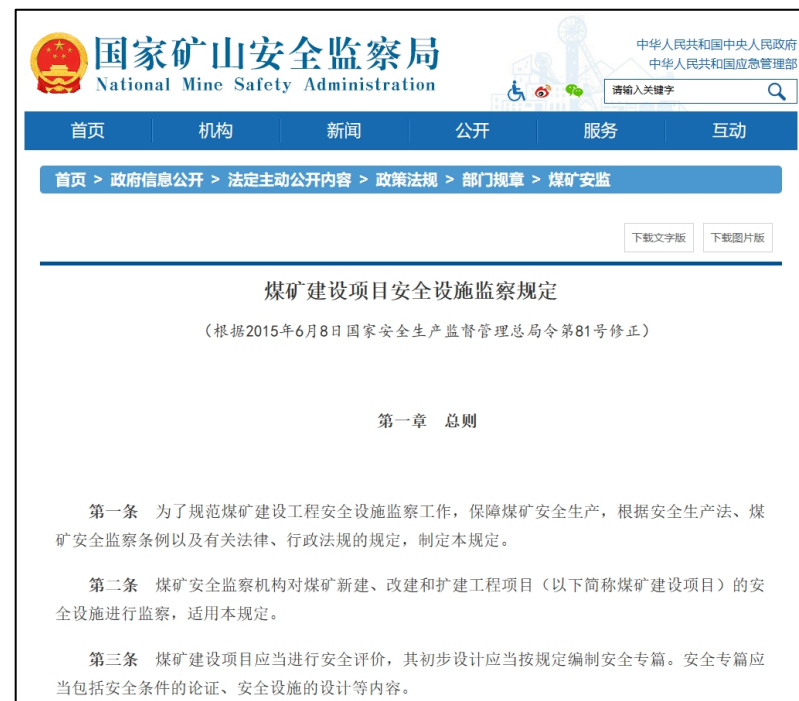 国家矿山安全监察局
National Mine Safety Administration
中华人民共和国中央人民政府
中华人民共和国应急管理部
请输入关键字
首页 机构 新闻 公开 服务 互动
首页 > 政府信息公开 > 法定主动公开内容 > 政策法规 > 部门规章 > 煤矿安监
下载文字版 下载图片版
煤矿建设项目安全设施监察规定
（根据2015年6月8日国家安全生产监督管理总局令第81号修正）
第一章 总则
第一条 为了规范煤矿建设工程安全设施监察工作，保障煤矿安全生产，根据安全生产法、煤
矿安全监察条例以及有关法律、行政法规的规定，制定本规定。
第二条 煤矿安全监察机构对煤矿新建、改建和扩建工程项目（以下简称煤矿建设项目）的安
全设施进行监察，适用本规定。
第三条 煤矿建设项目应当进行安全评价，其初步设计应当按规定编制安全专篇。安全专篇应
当包括安全条件的论证、安全设施的设计等内容。